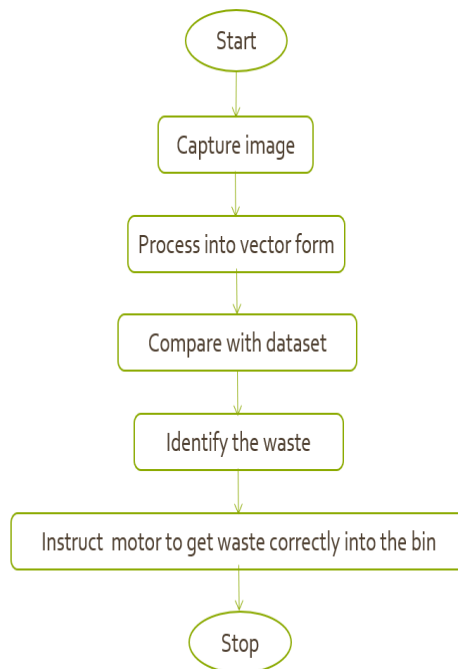 Start
Capture image
Process into vector form
Compare with dataset
Identify the waste
Instruct motor to get waste correctly into the bin
Stop